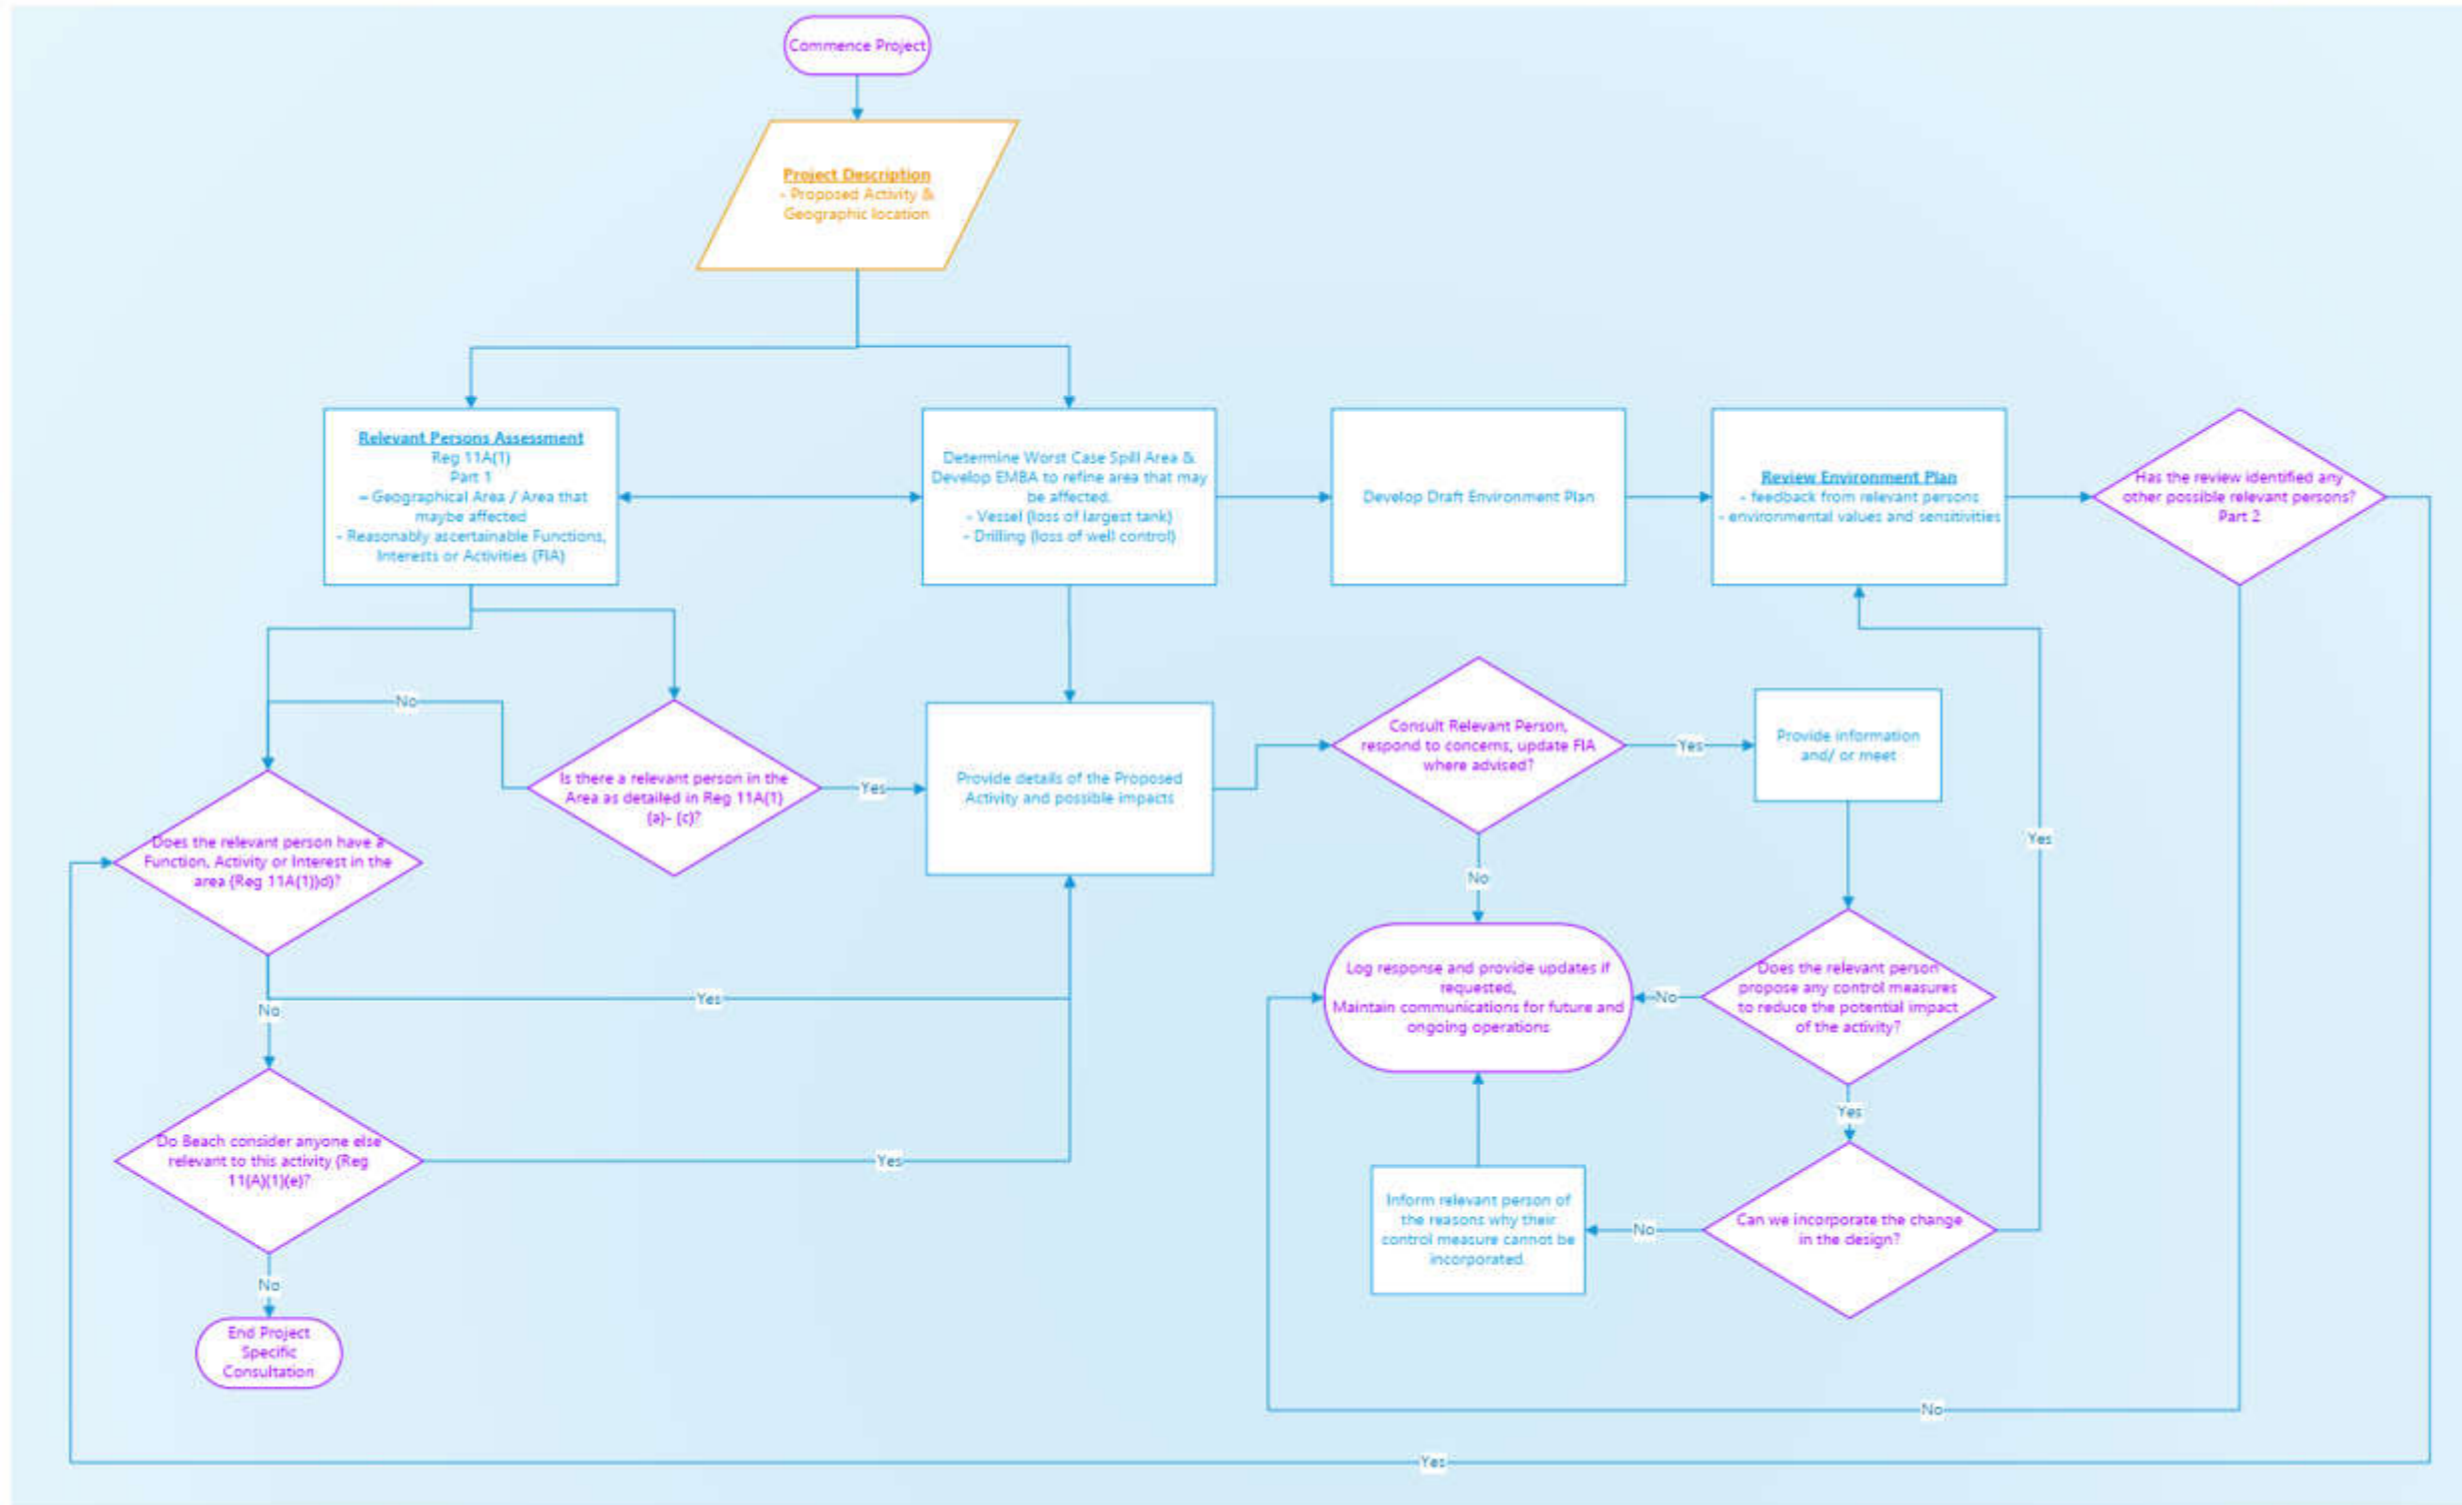 Commence Project
Project Description
- Proposed Activity &
Geographic location
Relevant Persons Assessment
Reg 11A(1)
Part 1
– Geographical Area / Area that
maybe affected
- Reasonably ascertainable Functions,
Interests or Activities (FIA)
Determine Worst Case Spill Area &
Develop EMBA to refine area that may
be affected.
- Vessel (loss of largest tank)
- Drilling (loss of well control)
Develop Draft Environment Plan
Review Environment Plan
- feedback from relevant persons
- environmental values and sensitivities
Has the review identified any
other possible relevant persons?
Part 2
No
Is there a relevant person in the
Area as detailed in Reg 11A(1)
(a)- (c)?
Yes
Provide details of the Proposed
Activity and possible impacts
Consult Relevant Person,
respond to concerns, update FIA
where advised?
Yes
Provide information
and/ or meet
Yes
Does the relevant person have a
Function, Activity or Interest in the
area (Reg 11A(1))d)?
No
Log response and provide updates if
requested,
Maintain communications for future and
ongoing operations
No
Does the relevant person
propose any control measures
to reduce the potential impact
of the activity?
Yes
No
Yes
Do Beach consider anyone else
relevant to this activity (Reg
11(A)(1)(e)?
Yes
Inform relevant person of
the reasons why their
control measure cannot be
incorporated.
No
Can we incorporate the change
in the design?
No
End Project
Specific
Consultation
No
Yes